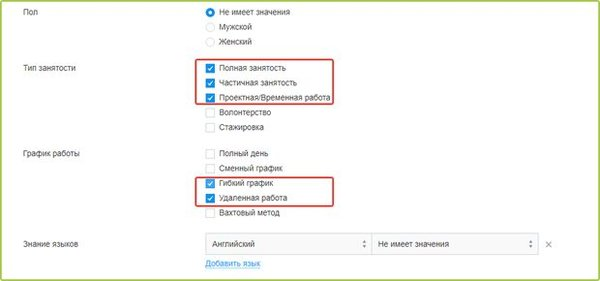 Пол
Не имеет значения
Мужской
Женский
Тип занятости
Полная занятость
Частичная занятость
Проектная/Временная работа
Волонтерство
Стажировка
График работы
Полный день
Сменный график
Гибкий график
Удаленная работа
Вахтовый метод
Знание языков
Английский
Не имеет значения
Добавить язык